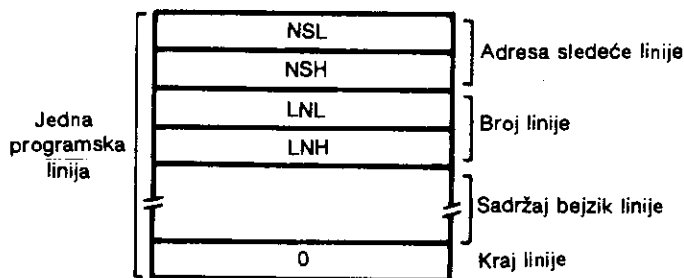 NSL
NSH
Adresa sledeće linije
LNL
LNH
Broj linije
Jedna
programska
linija
Sadržaj bejzik linije
0
Kraj linije